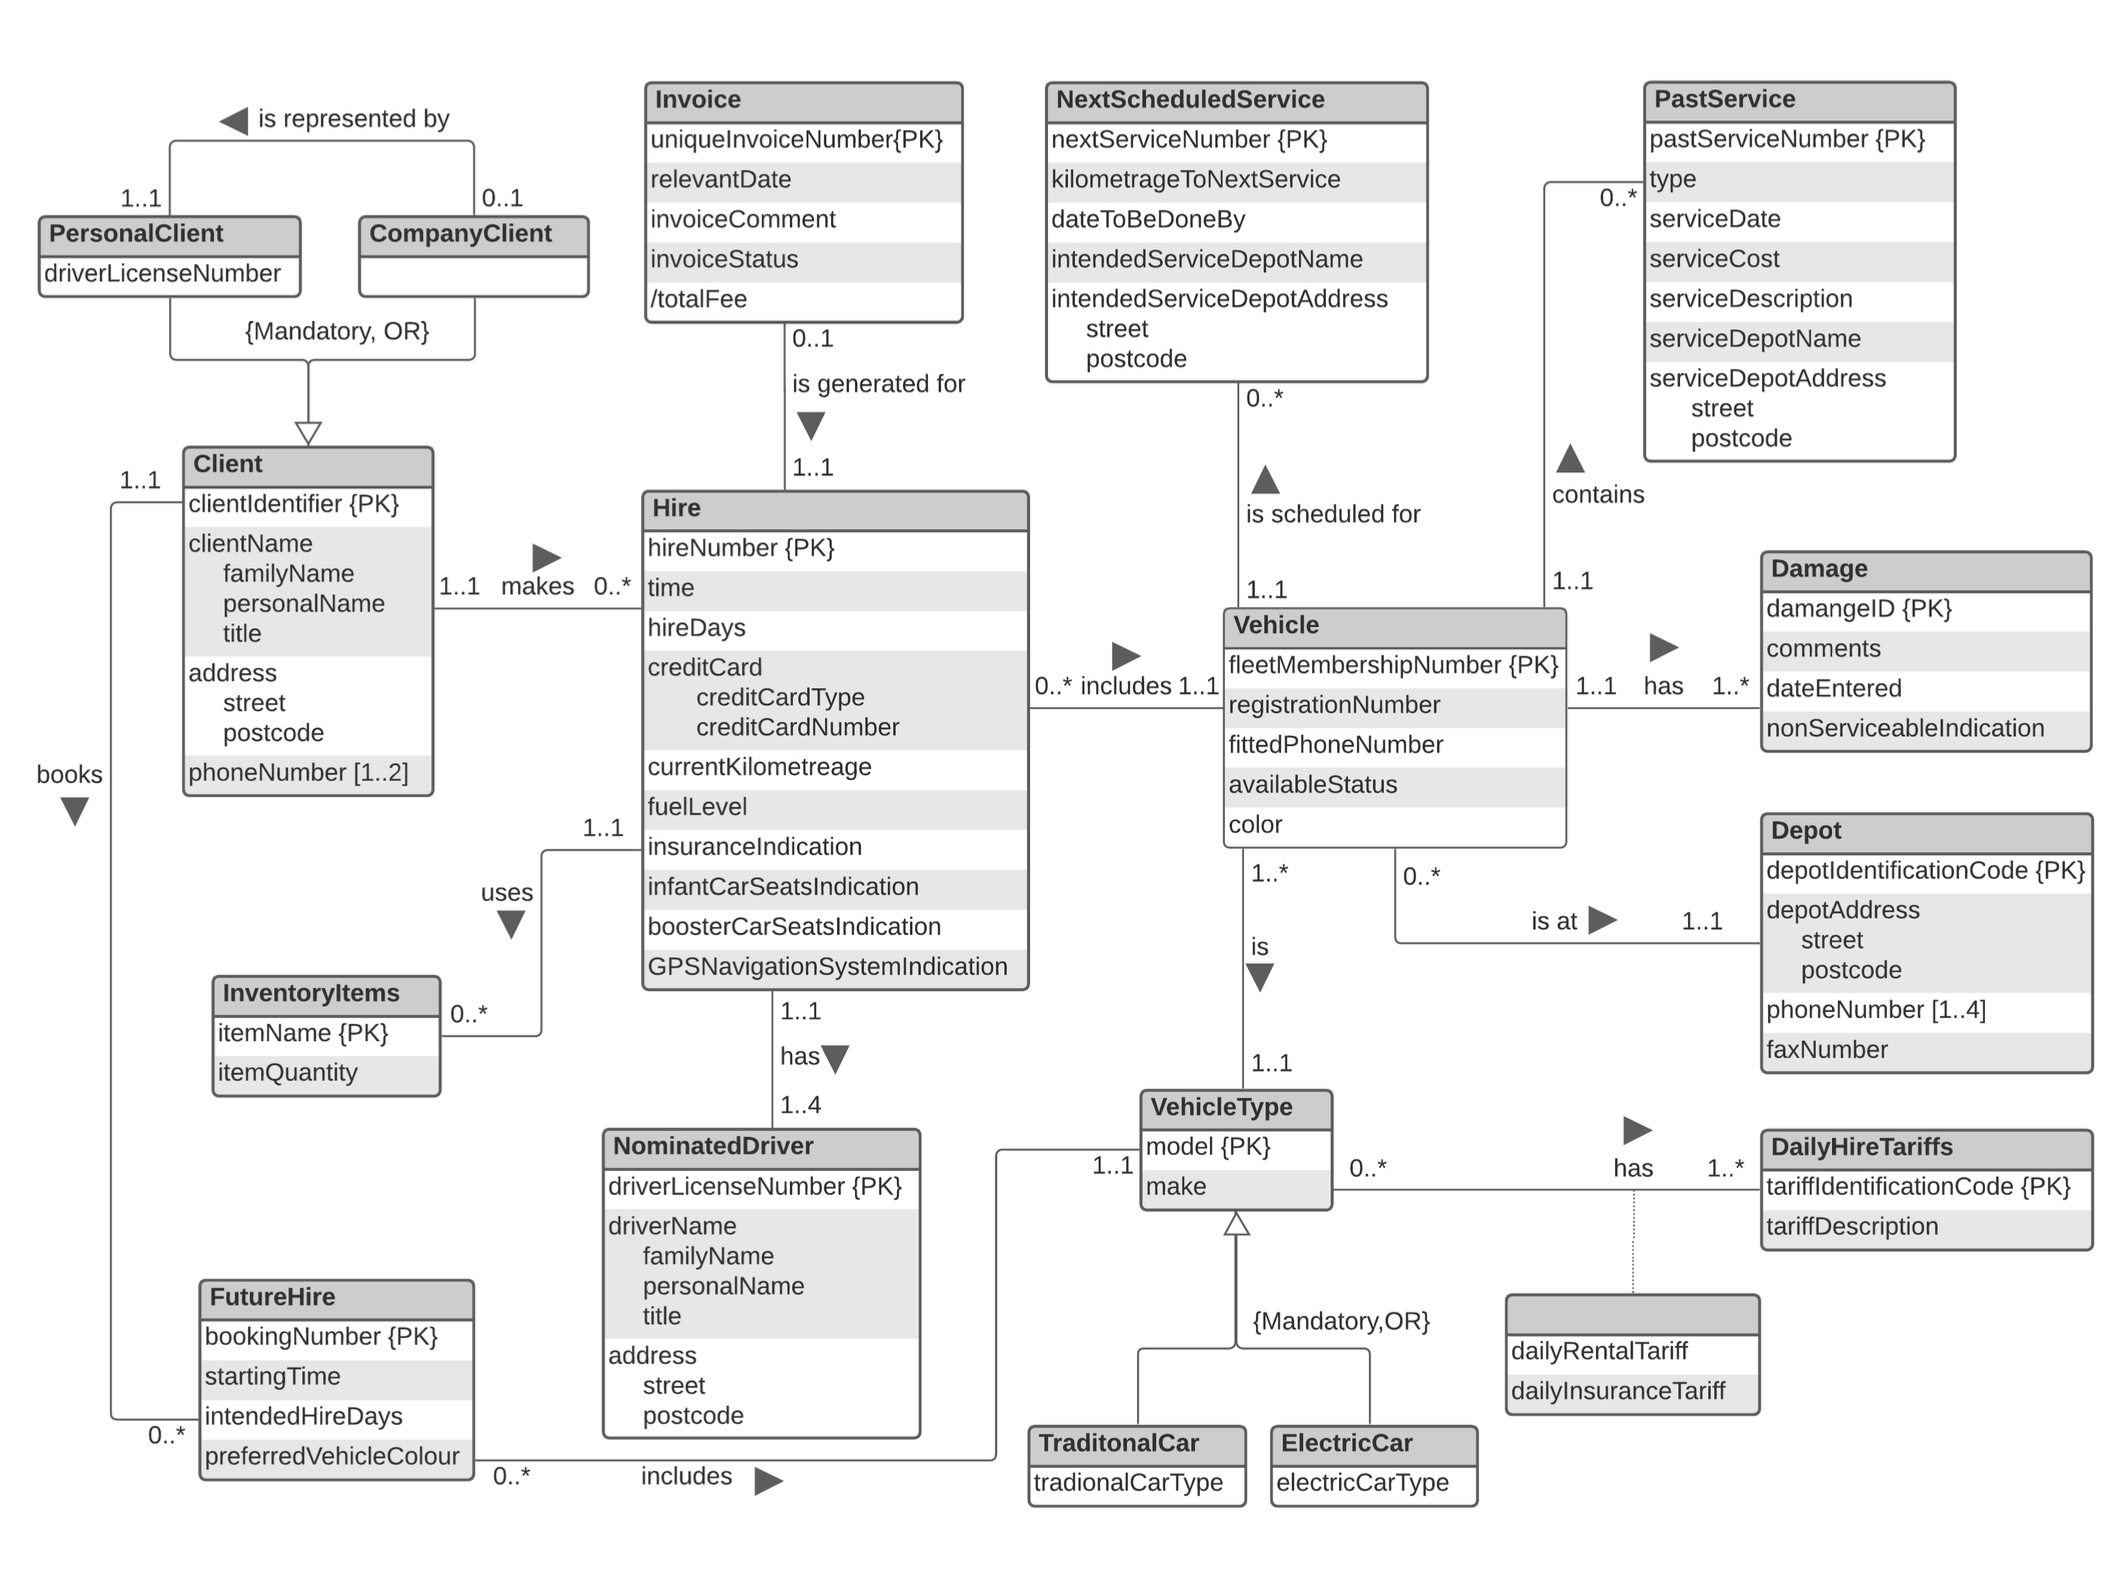 is represented by
1..1
0..1
PersonalClient
driverLicenseNumber
CompanyClient
{Mandatory, OR}
Invoice
uniqueInvoiceNumber{PK}
relevantDate
invoiceComment
invoiceStatus
/totalFee
0..1
is generated for
1..1
NextScheduledService
nextServiceNumber {PK}
kilometrageToNextService
dateToBeDoneBy
intendedServiceDepotName
intendedServiceDepotAddress
street
postcode
0..*
is scheduled for
1..1
PastService
pastServiceNumber {PK}
type
serviceDate
serviceCost
serviceDescription
serviceDepotName
serviceDepotAddress
street
postcode
0..*
contains
1..1
Client
clientIdentifier {PK}
clientName
familyName
personalName
title
address
street
postcode
phoneNumber [1..2]
1..1
books
0..*
1..1 makes 0..*
Hire
hireNumber {PK}
time
hireDays
creditCard
creditCardType
creditCardNumber
currentKilometreage
fuelLevel
insuranceIndication
infantCarSeatsIndication
boosterCarSeatsIndication
GPSNavigationSystemIndication
0..* includes 1..1
Vehicle
fleetMembershipNumber {PK}
registrationNumber
fittedPhoneNumber
availableStatus
color
1..1 has 1..*
Damage
damangeID {PK}
comments
dateEntered
nonServiceableIndication
0..*
is at
1..1
Depot
depotIdentificationCode {PK}
depotAddress
street
postcode
phoneNumber [1..4]
faxNumber
1..1
uses
0..*
InventoryItems
itemName {PK}
itemQuantity
1..1
has
1..4
NominatedDriver
driverLicenseNumber {PK}
driverName
familyName
personalName
title
address
street
postcode
1..*
is
1..1
VehicleType
model {PK}
make
0..* has 1..*
DailyHireTariffs
tariffIdentificationCode {PK}
tariffDescription
dailyRentalTariff
dailyInsuranceTariff
{Mandatory,OR}
TraditonalCar
tradionalCarType
ElectricCar
electricCarType
FutureHire
bookingNumber {PK}
startingTime
intendedHireDays
preferredVehicleColour
0..*
includes
1..1